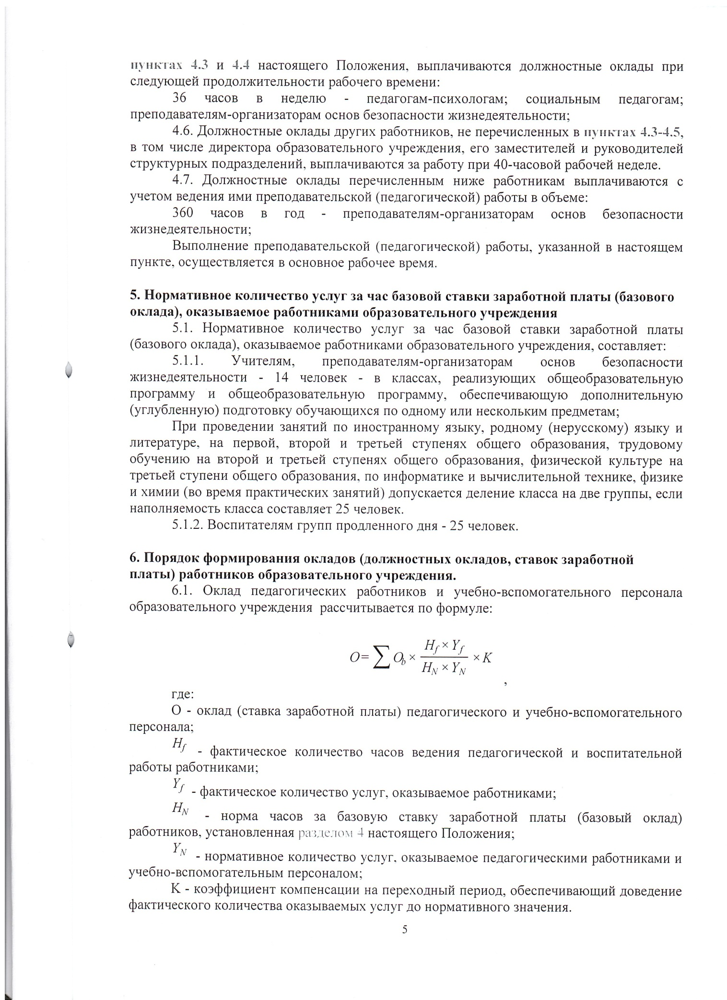 пунктах 4.3 и 4.4 настоящего Положения, выплачиваются должностные оклады при
следующей продолжительности рабочего времени:
36 часов в неделю - педагогам-психологам; социальным педагогам;
преподавателям-организаторам основ безопасности жизнедеятельности;
4.6. Должностные оклады других работников, не перечисленных в пунктах 4.3-4.5,
в том числе директора образовательного учреждения, его заместителей и руководителей
структурных подразделений, выплачиваются за работу при 40-часовой рабочей неделе.
4.7. Должностные оклады перечисленным ниже работникам выплачиваются с
учетом ведения ими преподавательской (педагогической) работы в объеме:
360 часов в год - преподавателям-организаторам основ безопасности
жизнедеятельности;
Выполнение преподавательской (педагогической) работы, указанной в настоящем
пункте, осуществляется в основное рабочее время.
5. Нормативное количество услуг за час базовой ставки заработной платы (базового
оклада), оказываемое работниками образовательного учреждения
5.1. Нормативное количество услуг за час базовой ставки заработной платы
(базового оклада), оказываемое работниками образовательного учреждения, составляет:
5.1.1. Учителям, преподавателям-организаторам основ безопасности
жизнедеятельности - 14 человек - в классах, реализующих общеобразовательную
программу и общеобразовательную программу, обеспечивающую дополнительную
(углубленную) подготовку обучающихся по одному или нескольким предметам;
При проведении занятий по иностранному языку, родному (нерусскому) языку и
литературе, на первой, второй и третьей ступенях общего образования, трудовому
обучению на второй и третьей ступенях общего образования, физической культуре на
третьей ступени общего образования, по информатике и вычислительной технике, физике
и химии (во время практических занятий) допускается деление класса на две группы, если
наполняемость класса составляет 25 человек.
5.1.2. Воспитателям групп продленного дня - 25 человек.
6. Порядок формирования окладов (должностных окладов, ставок заработной
платы) работников образовательного учреждения.
6.1. Оклад педагогических работников и учебно-вспомогательного персонала
образовательного учреждения рассчитывается по формуле:
O = ∑ O_b × (H_f × Y_f) / (H_N × Y_N) × K ,
где:
О - оклад (ставка заработной платы) педагогического и учебно-вспомогательного
персонала;
H_f - фактическое количество часов ведения педагогической и воспитательной
работы работниками;
Y_f - фактическое количество услуг, оказываемое работниками;
H_N - норма часов за базовую ставку заработной платы (базовый оклад)
работников, установленная разделом 4 настоящего Положения;
Y_N - нормативное количество услуг, оказываемое педагогическими работниками и
учебно-вспомогательным персоналом;
К - коэффициент компенсации на переходный период, обеспечивающий доведение
фактического количества оказываемых услуг до нормативного значения.
5